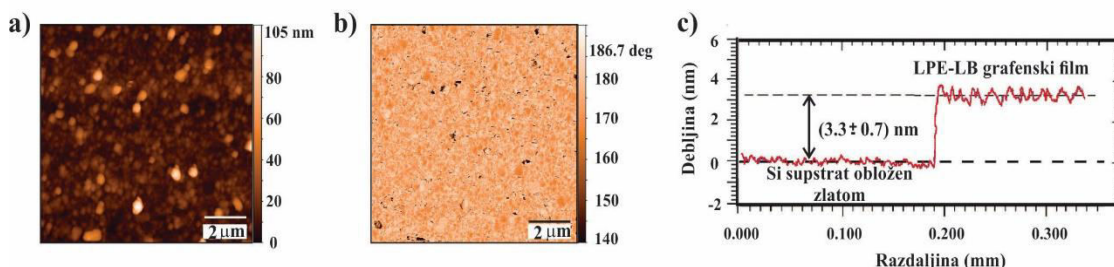 a)
105 nm
80
60
40
20
0
2 μm
b)
186.7 deg
180
170
160
150
140
2 μm
c)
Debljina (nm)
6
4
2
0
-2
LPE-LB grafenski film
(3.3 ± 0.7) nm
Si supstrat obložen
zlatom
0.000 0.100 0.200 0.300
Razdaljina (mm)